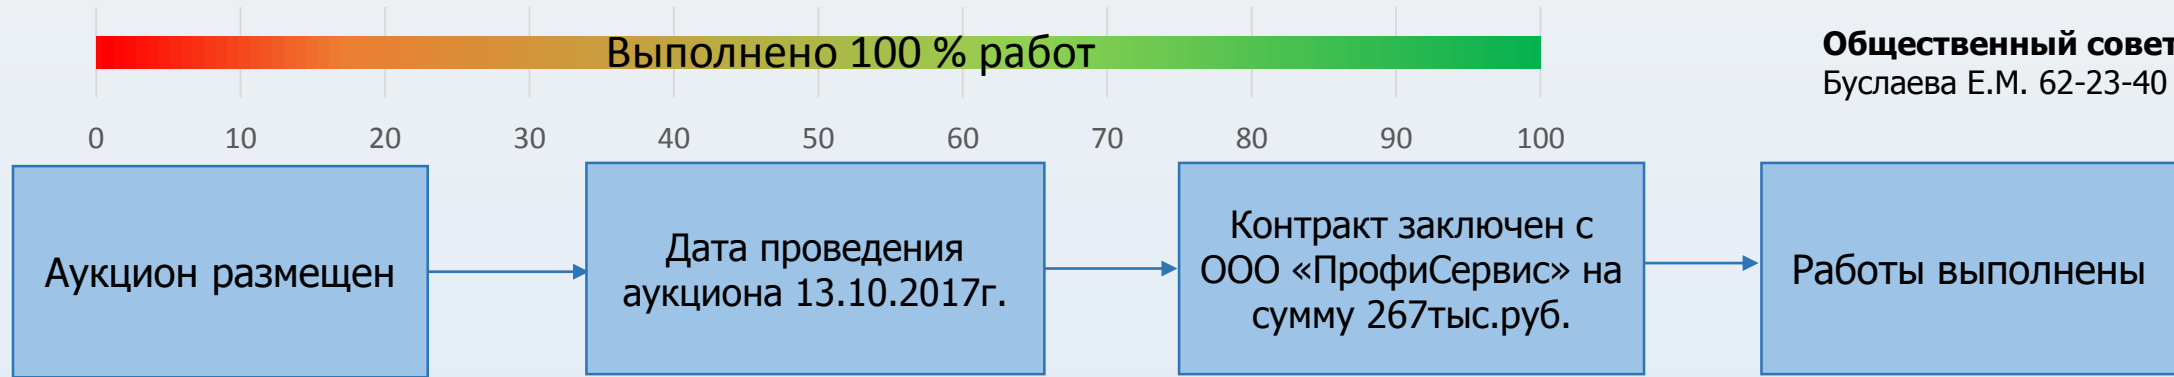 Выполнено 100 % работ
Общественный совет
Буслаева Е.М. 62-23-40
0 10 20 30 40 50 60 70 80 90 100
Аукцион размещен
Дата проведения
аукциона 13.10.2017г.
Контракт заключен с
ООО «ПрофиСервис» на
сумму 267тыс.руб.
Работы выполнены